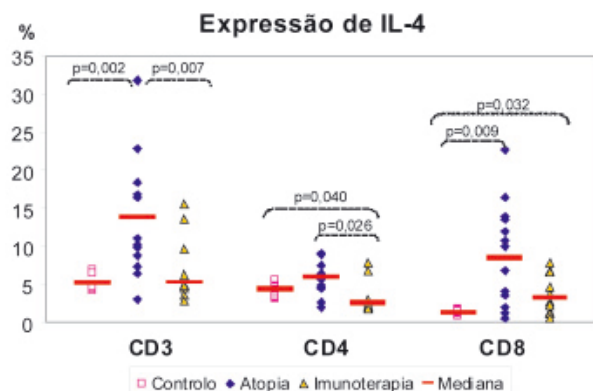 Expressão de IL-4
%
35
30
25
20
15
10
5
0
p=0,002
p=0,007
p=0,040
p=0,026
p=0,032
p=0,009
CD3 CD4 CD8
Controlo Atopia Imunoterapia Mediana